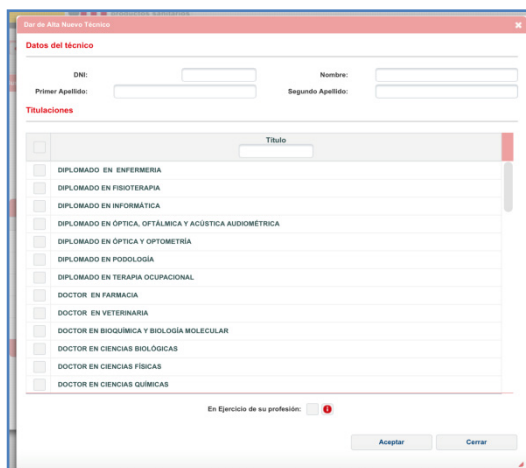 Productos Sanitarios
Dar de Alta Nuevo Técnico
Datos del técnico
DNI: Nombre:
Primer Apellido: Segundo Apellido:
Titulaciones
Título
DIPLOMADO EN ENFERMERIA
DIPLOMADO EN FISIOTERAPIA
DIPLOMADO EN INFORMÁTICA
DIPLOMADO EN ÓPTICA, OFTÁLMICA Y ACÚSTICA AUDIOMÉTRICA
DIPLOMADO EN ÓPTICA Y OPTOMETRÍA
DIPLOMADO EN PODOLOGÍA
DIPLOMADO EN TERAPIA OCUPACIONAL
DOCTOR EN FARMACIA
DOCTOR EN VETERINARIA
DOCTOR EN BIOQUÍMICA Y BIOLOGÍA MOLECULAR
DOCTOR EN CIENCIAS BIOLÓGICAS
DOCTOR EN CIENCIAS FÍSICAS
DOCTOR EN CIENCIAS QUÍMICAS
En Ejercicio de su profesión:
Aceptar Cerrar